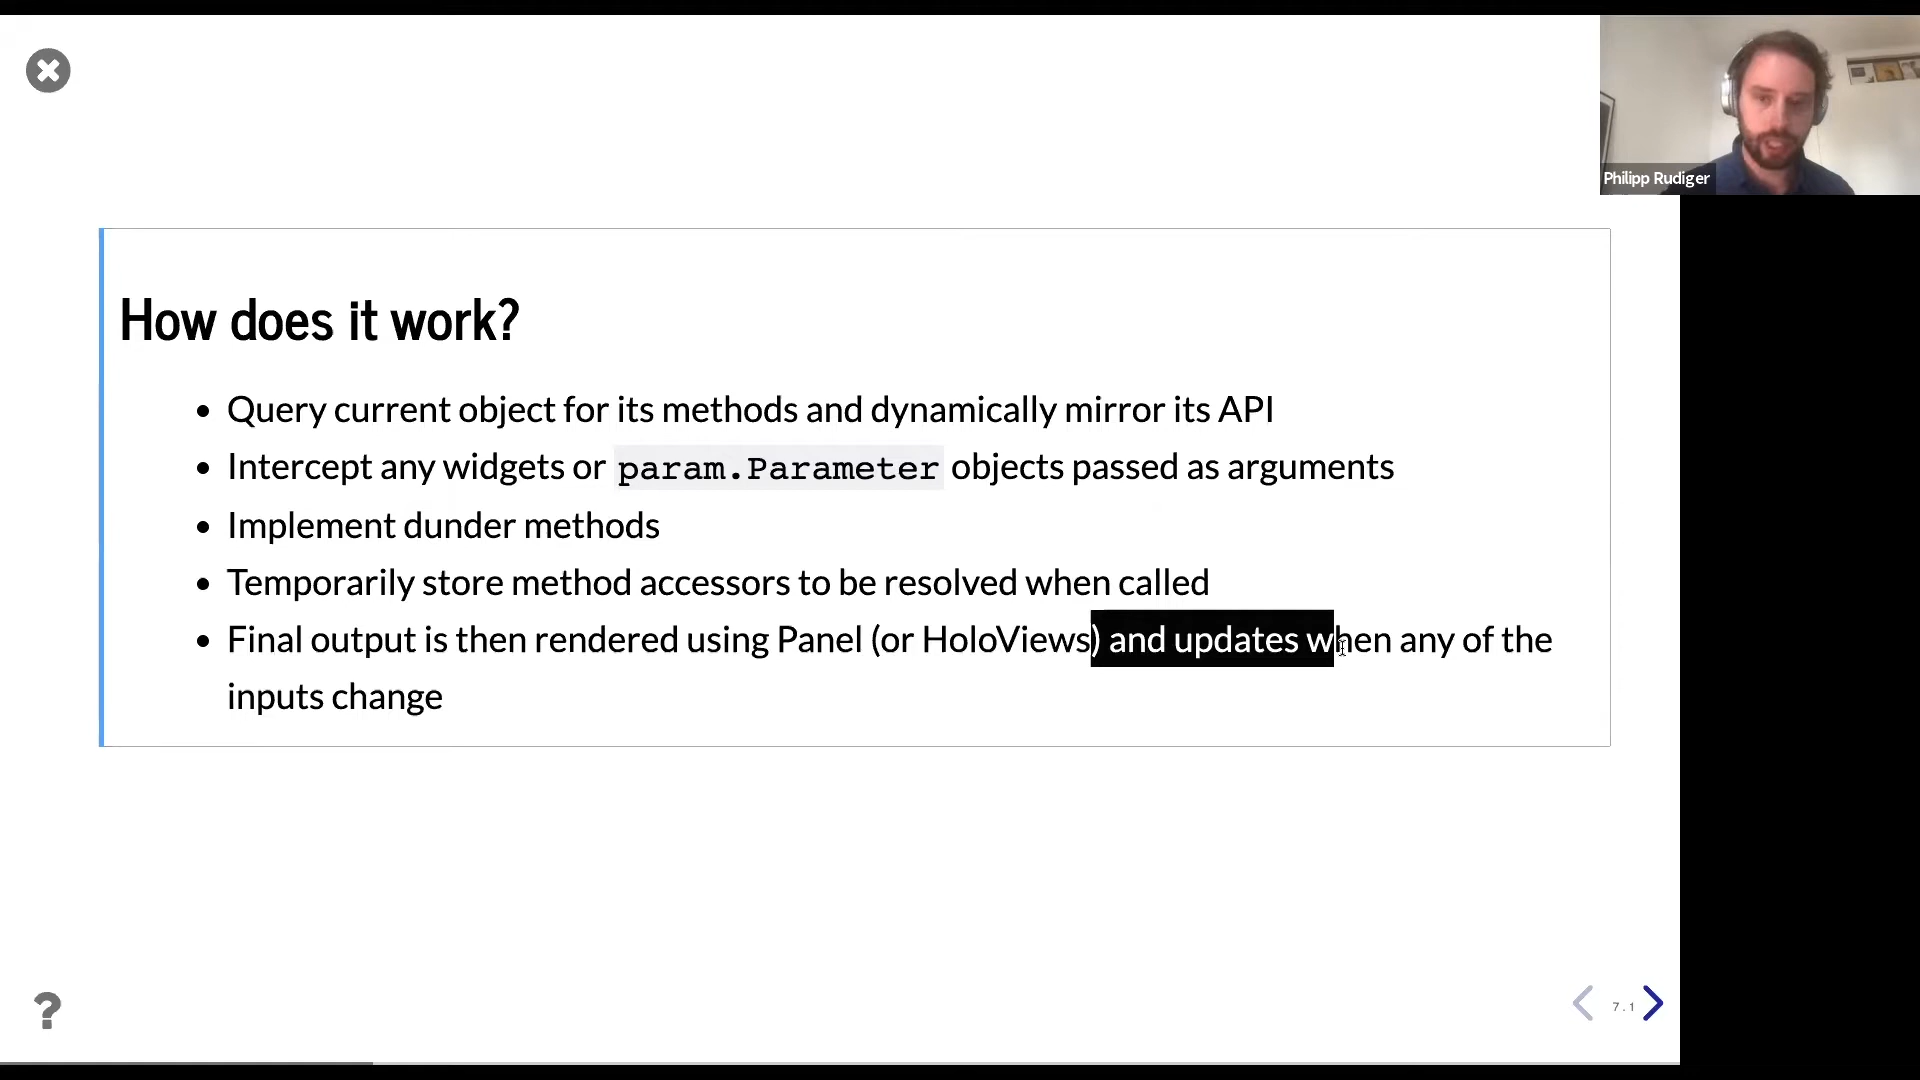 Philipp Rudiger
How does it work?
• Query current object for its methods and dynamically mirror its API
• Intercept any widgets or param.Parameter objects passed as arguments
• Implement dunder methods
• Temporarily store method accessors to be resolved when called
• Final output is then rendered using Panel (or HoloViews) and updates when any of the
inputs change
?
7.1